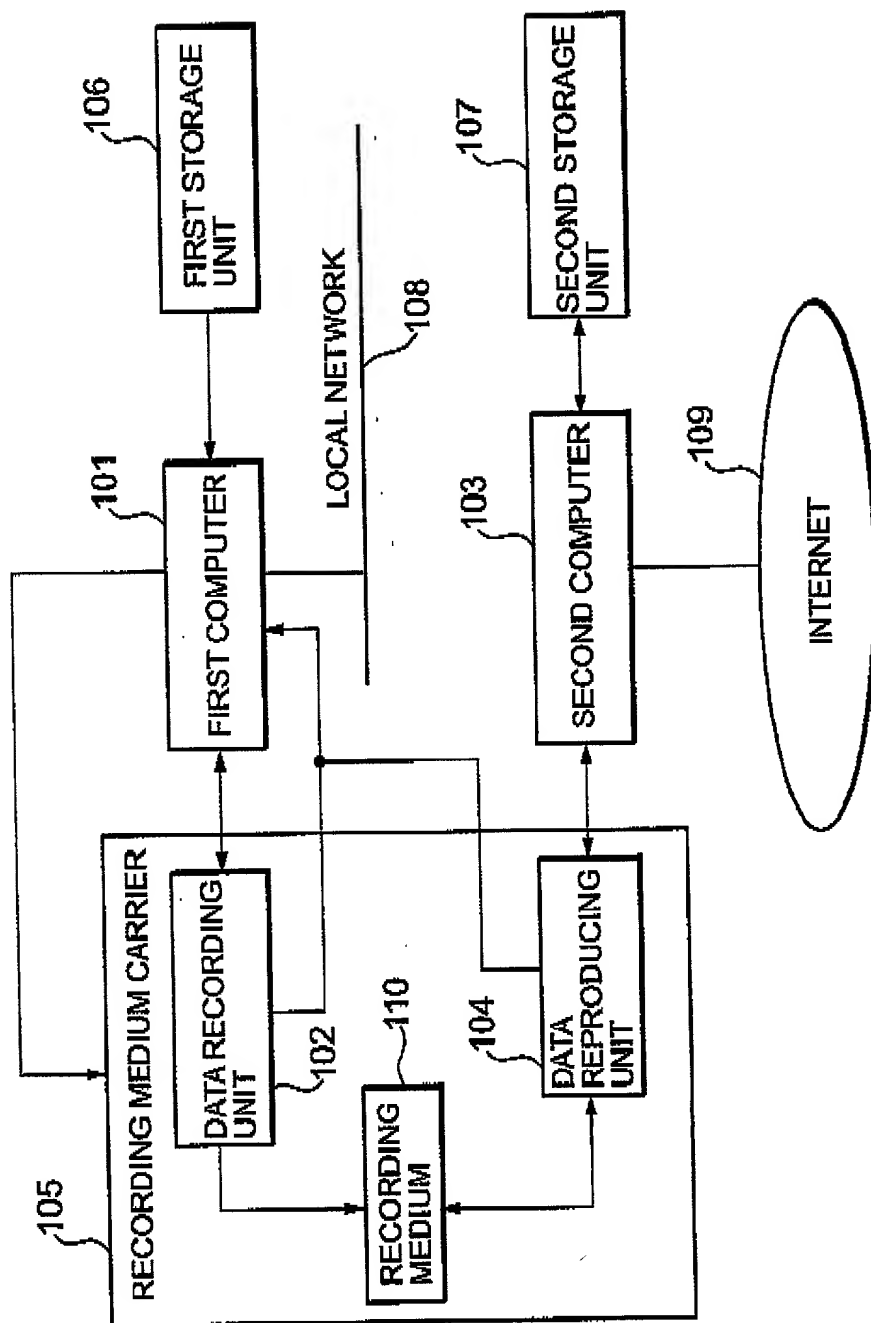 105
RECORDING MEDIUM CARRIER
DATA RECORDING
UNIT
102
RECORDING
MEDIUM
110
104
DATA
REPRODUCING
UNIT
101
FIRST COMPUTER
106
FIRST STORAGE
UNIT
LOCAL NETWORK
108
103
SECOND COMPUTER
107
SECOND STORAGE
UNIT
109
INTERNET